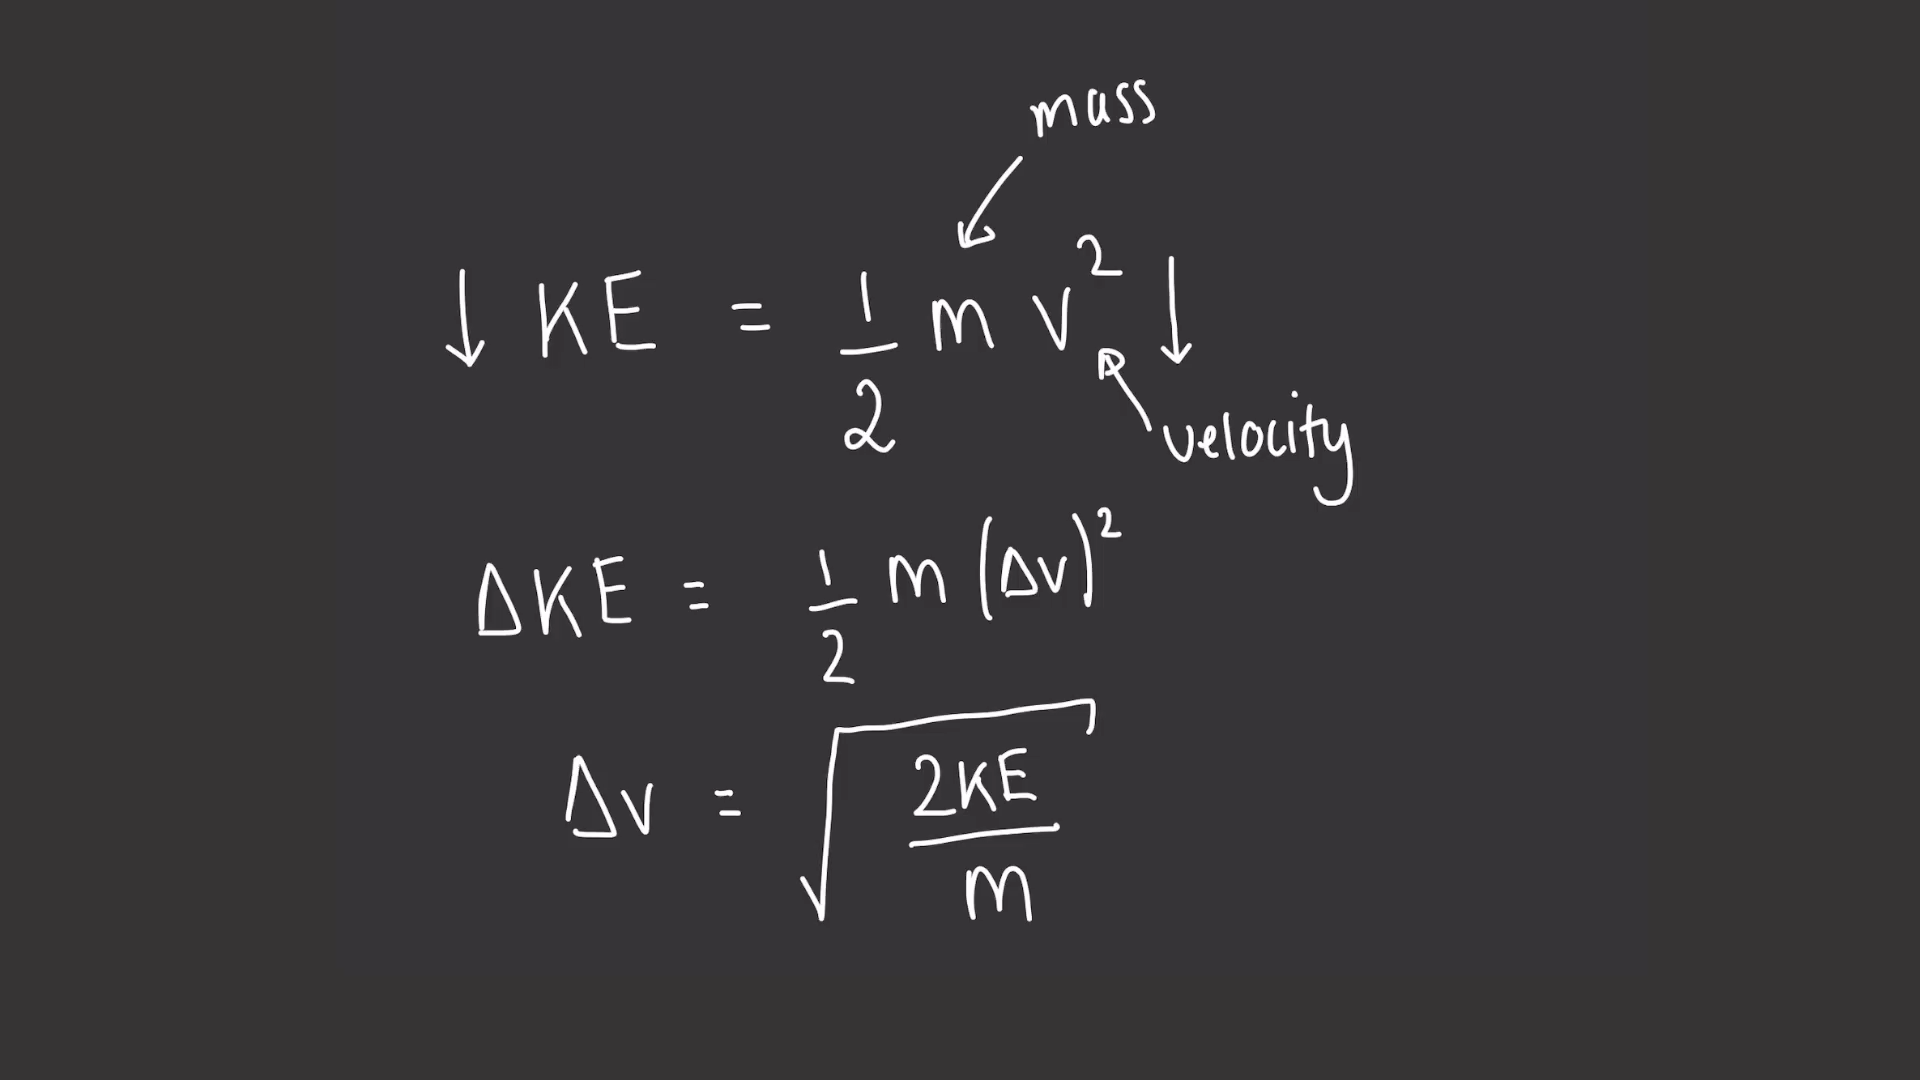 mass
↓ KE = 1/2 m v² ↓
velocity
ΔKE = 1/2 m (Δv)²
Δv = √(2KE/m)